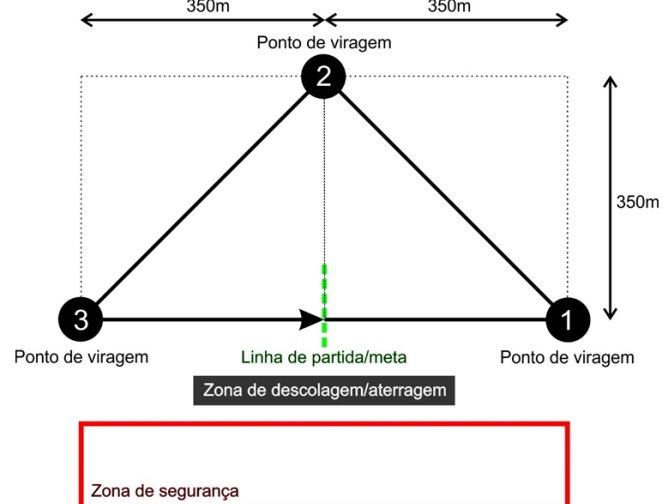 350m 350m
Ponto de viragem
2
350m
3 1
Ponto de viragem Linha de partida/meta Ponto de viragem
Zona de descolagem/aterragem
Zona de segurança